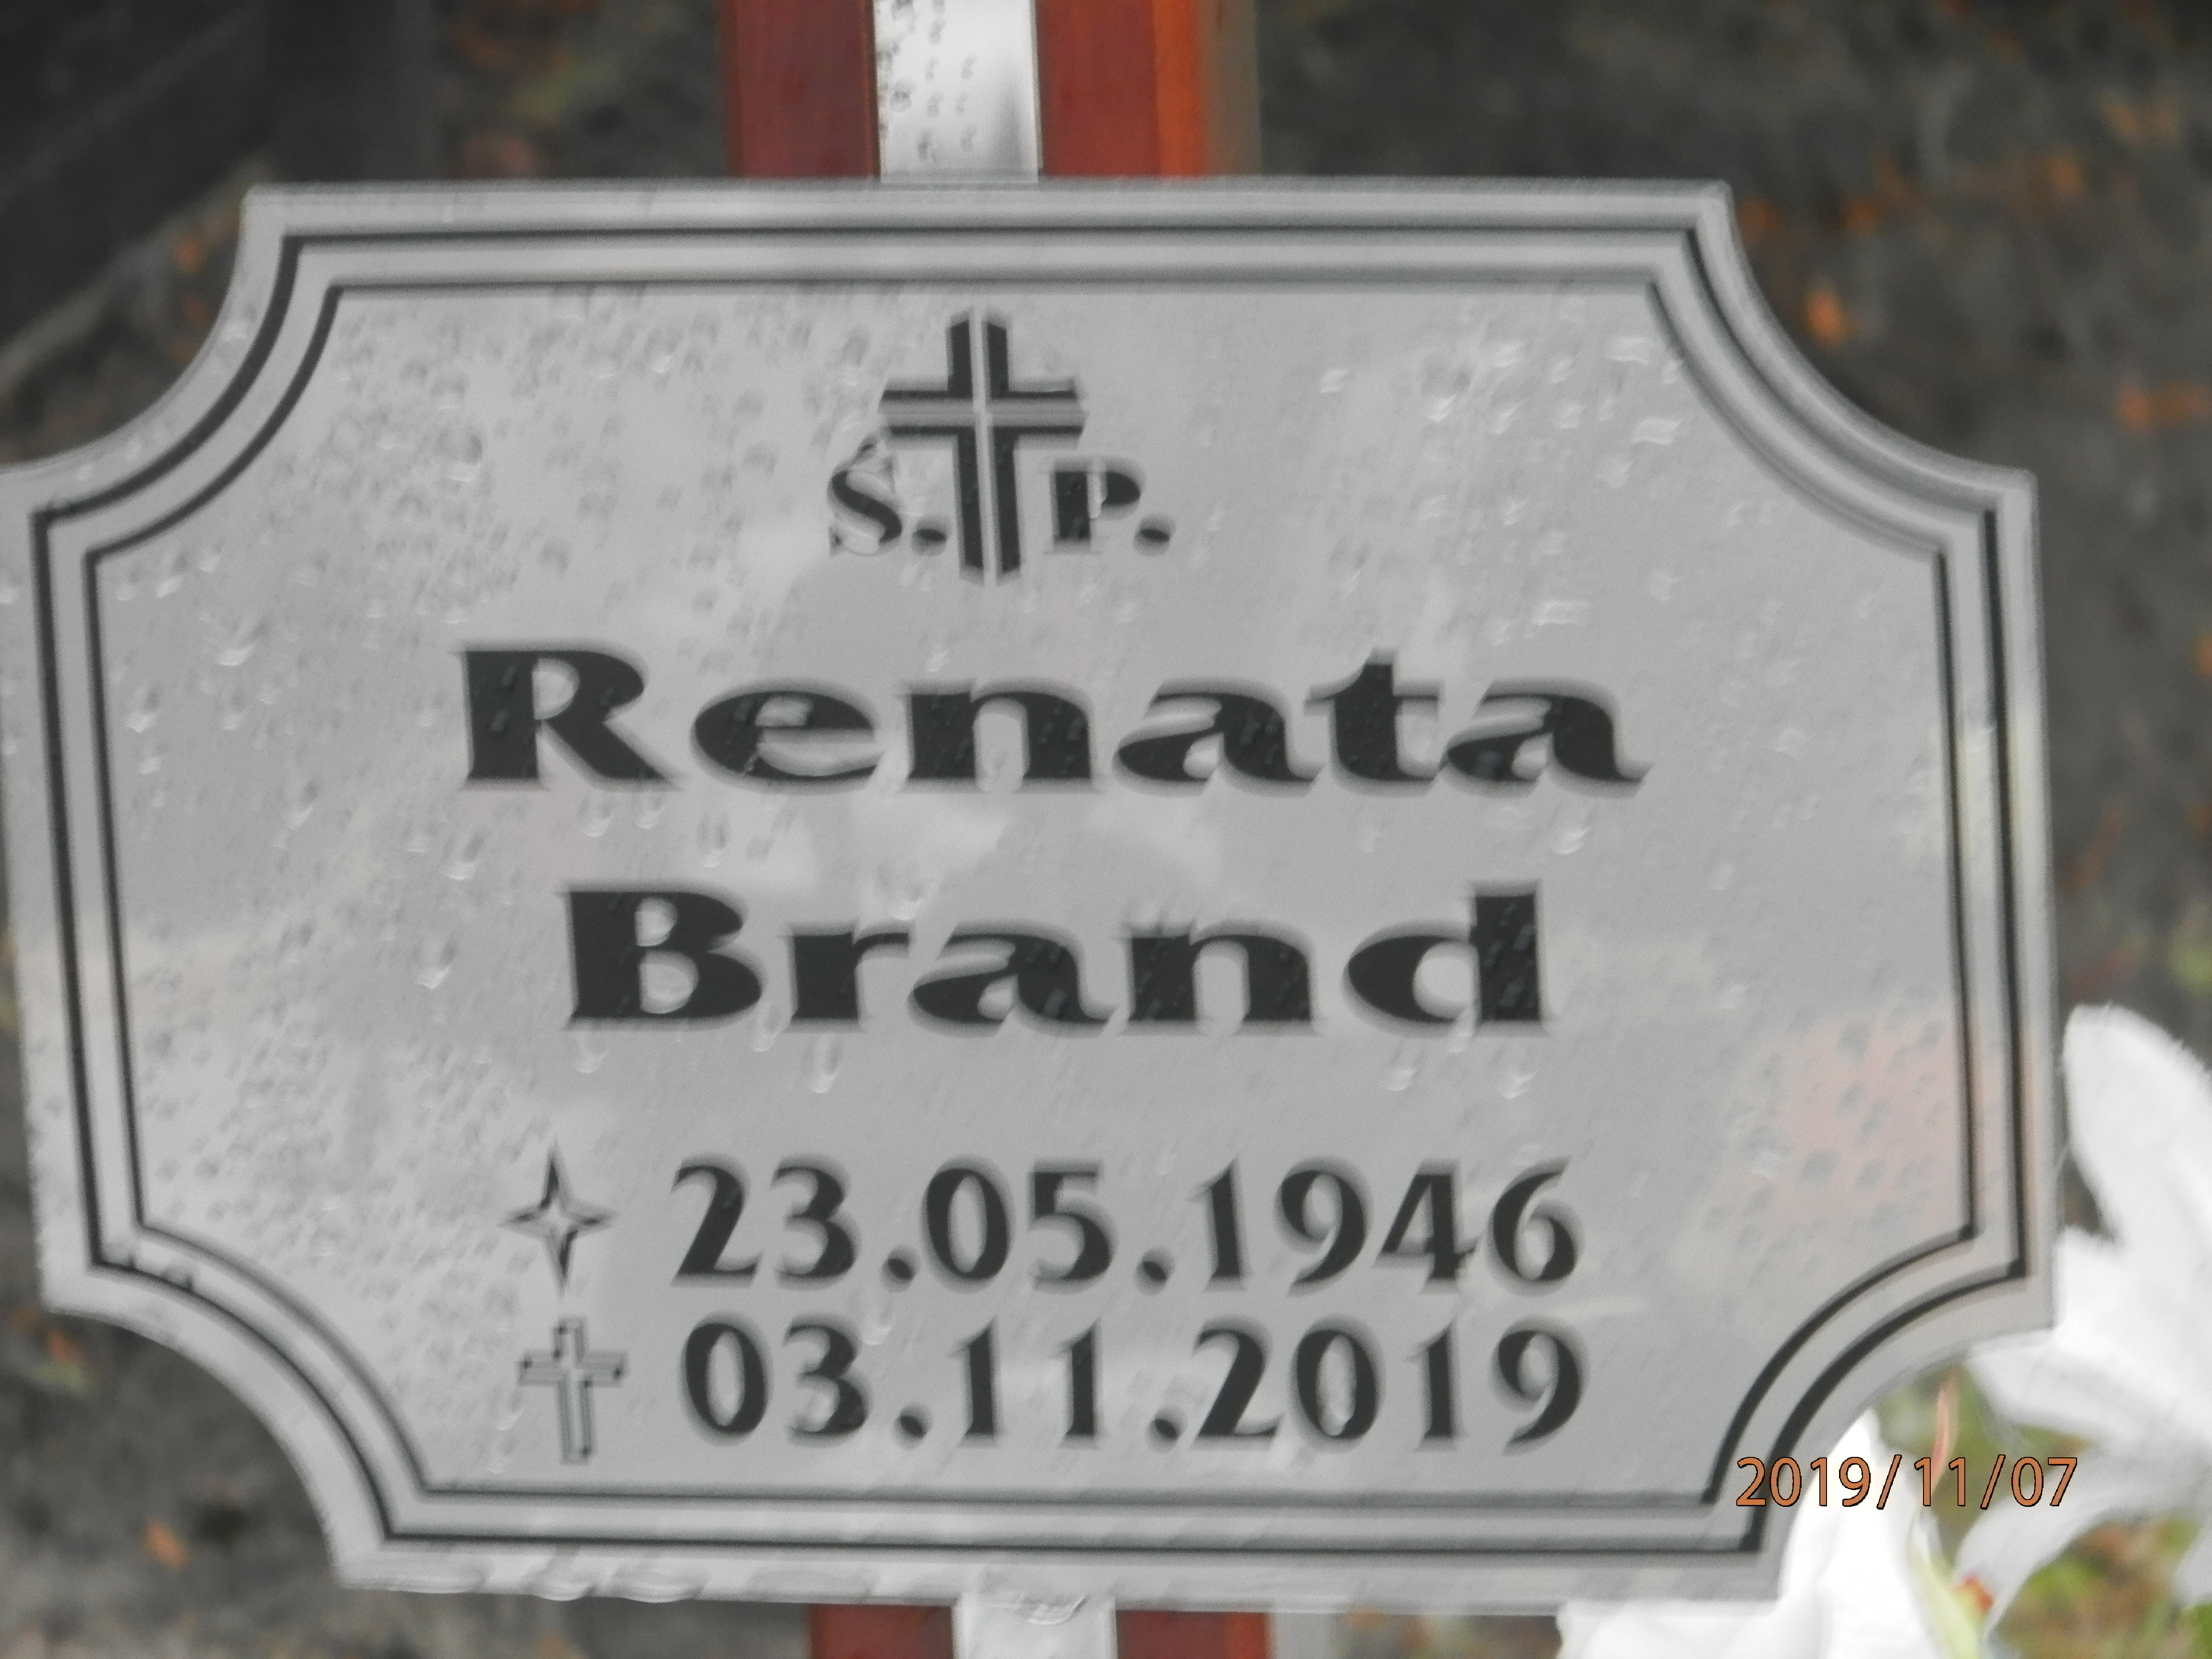 Ś. P.
Renata
Brand
23.05.1946
03.11.2019
2019/11/07